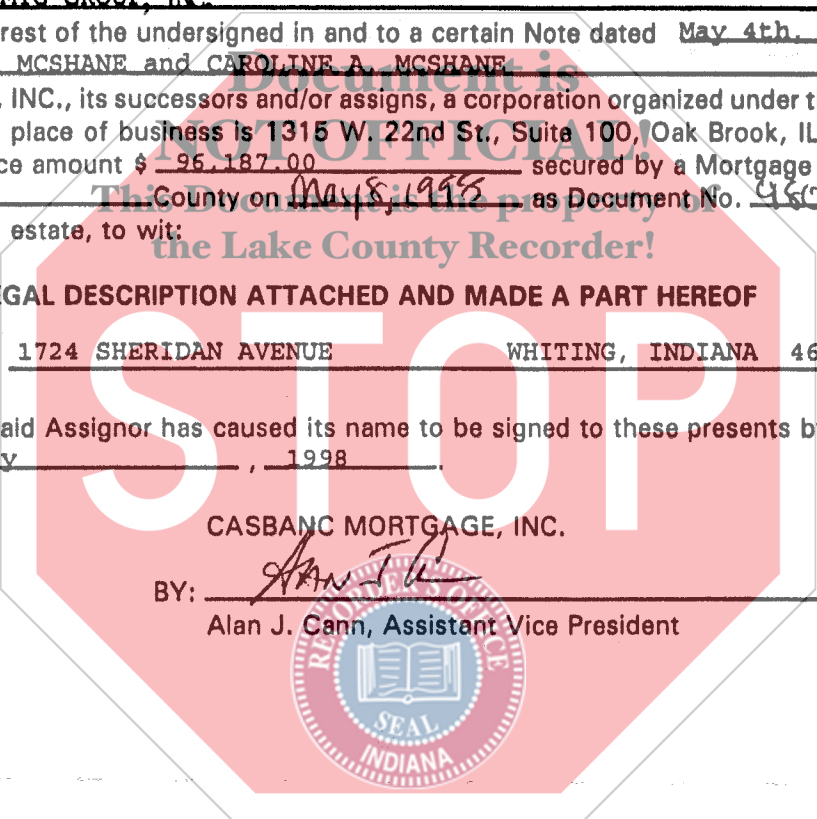 GROUP, INC.
rest of the undersigned in and to a certain Note dated May 4th,
MCSHANE and CAROLINE A. MCSHANE
INC., its successors and/or assigns, a corporation organized under t
place of business is 1315 W. 22nd St., Suite 100, Oak Brook, IL
ce amount $ 96,187.00 secured by a Mortgage
County on May 8, 1998 as Document No.
estate, to wit:
EGAL DESCRIPTION ATTACHED AND MADE A PART HEREOF
1724 SHERIDAN AVENUE WHITING, INDIANA 46
aid Assignor has caused its name to be signed to these presents b
y , 1998.
CASBANC MORTGAGE, INC.
BY:
Alan J. Cann, Assistant Vice President
Document is
NOT OFFICIAL!
This Document is the property of
the Lake County Recorder!
STOP
RECORDER'S OFFICE
SEAL
INDIANA